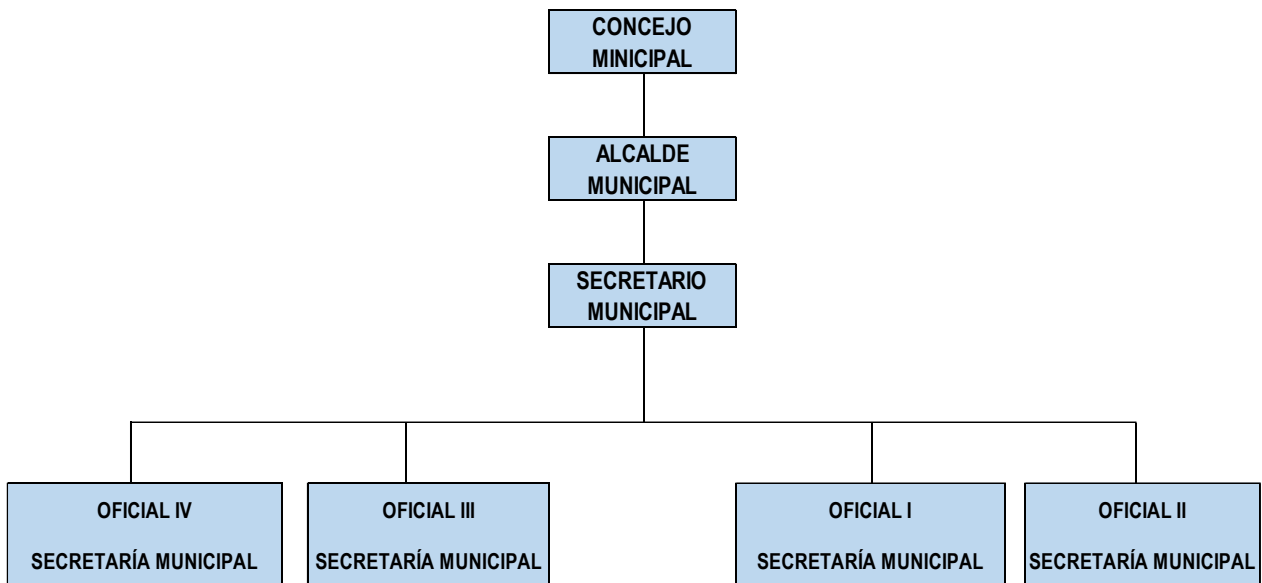 CONCEJO
MINICIPAL
ALCALDE
MUNICIPAL
SECRETARIO
MUNICIPAL
OFICIAL IV
SECRETARÍA MUNICIPAL
OFICIAL III
SECRETARÍA MUNICIPAL
OFICIAL I
SECRETARÍA MUNICIPAL
OFICIAL II
SECRETARÍA MUNICIPAL